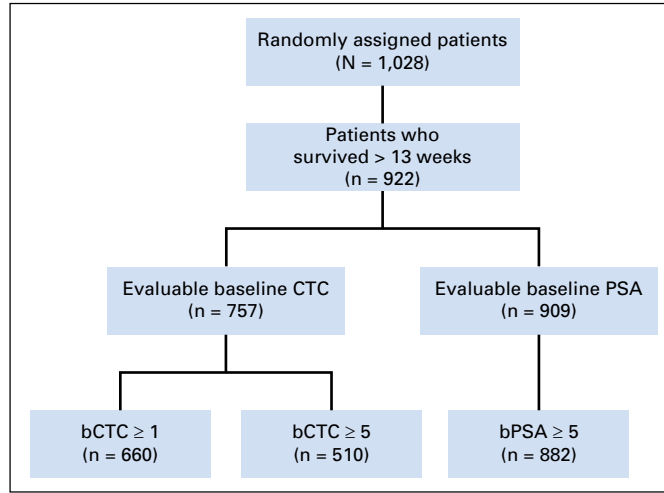 Randomly assigned patients
(N = 1,028)
Patients who
survived > 13 weeks
(n = 922)
Evaluable baseline CTC
(n = 757)
Evaluable baseline PSA
(n = 909)
bCTC ≥ 1
(n = 660)
bCTC ≥ 5
(n = 510)
bPSA ≥ 5
(n = 882)